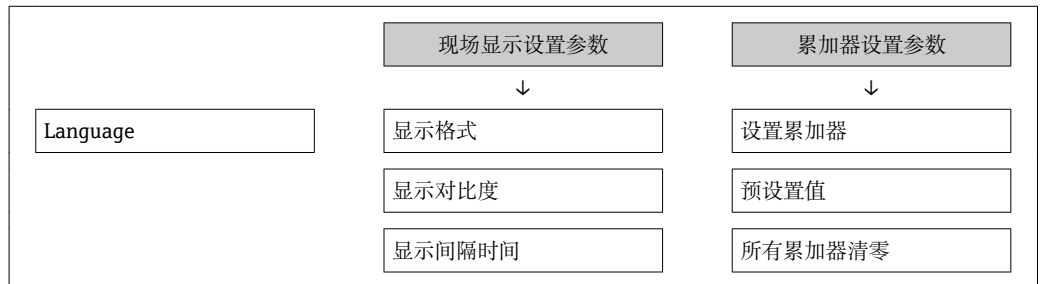 现场显示设置参数 累加器设置参数
↓ ↓
Language 显示格式 设置累加器
显示对比度 预设置值
显示间隔时间 所有累加器清零